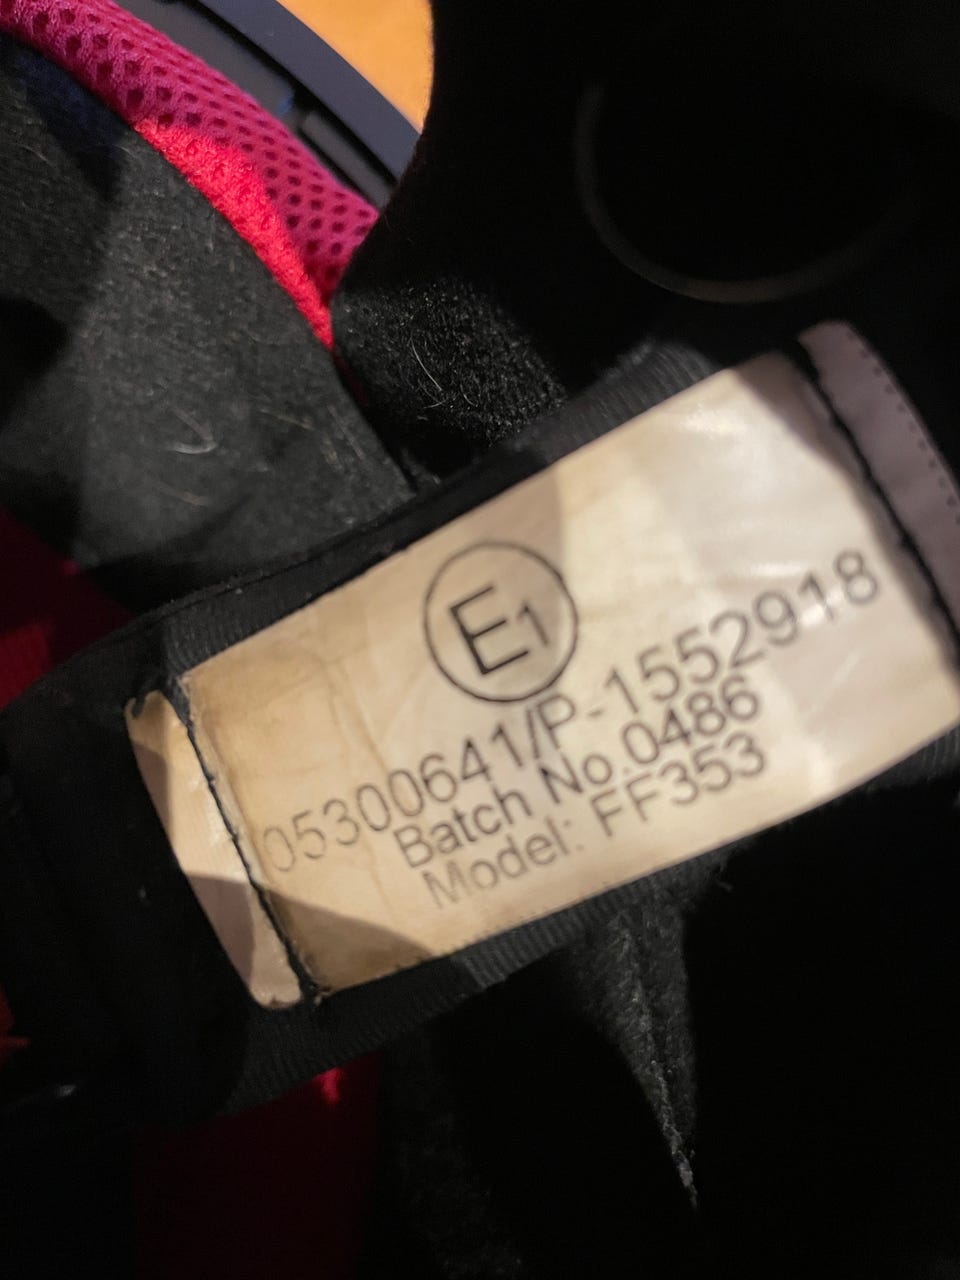 E1
05300641/P-1552918
Batch No.0486
Model: FF353